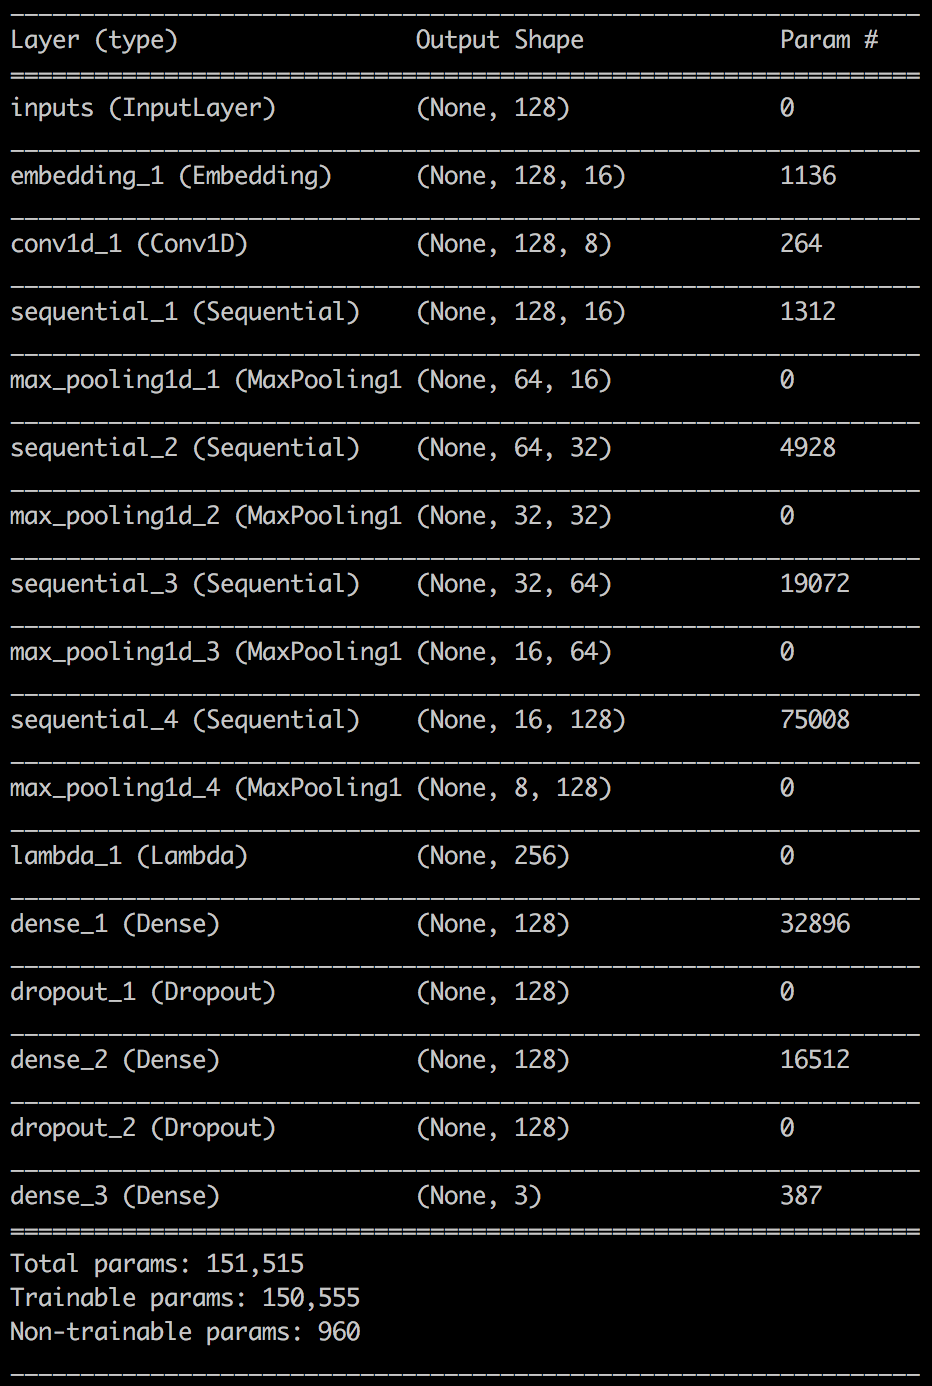 Layer (type) Output Shape Param #
inputs (InputLayer) (None, 128) 0
embedding_1 (Embedding) (None, 128, 16) 1136
conv1d_1 (Conv1D) (None, 128, 8) 264
sequential_1 (Sequential) (None, 128, 16) 1312
max_pooling1d_1 (MaxPooling1 (None, 64, 16) 0
sequential_2 (Sequential) (None, 64, 32) 4928
max_pooling1d_2 (MaxPooling1 (None, 32, 32) 0
sequential_3 (Sequential) (None, 32, 64) 19072
max_pooling1d_3 (MaxPooling1 (None, 16, 64) 0
sequential_4 (Sequential) (None, 16, 128) 75008
max_pooling1d_4 (MaxPooling1 (None, 8, 128) 0
lambda_1 (Lambda) (None, 256) 0
dense_1 (Dense) (None, 128) 32896
dropout_1 (Dropout) (None, 128) 0
dense_2 (Dense) (None, 128) 16512
dropout_2 (Dropout) (None, 128) 0
dense_3 (Dense) (None, 3) 387
Total params: 151,515
Trainable params: 150,555
Non-trainable params: 960